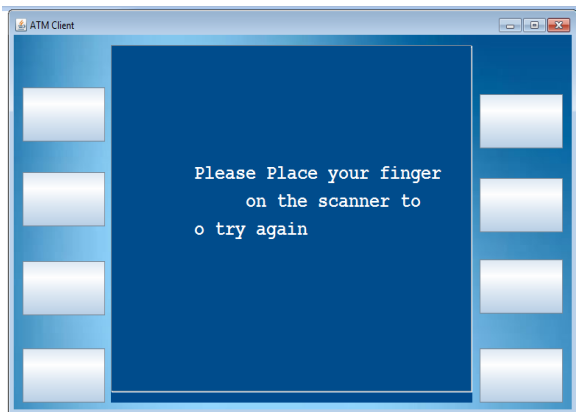 ATM Client
Please Place your finger
on the scanner to
o try again